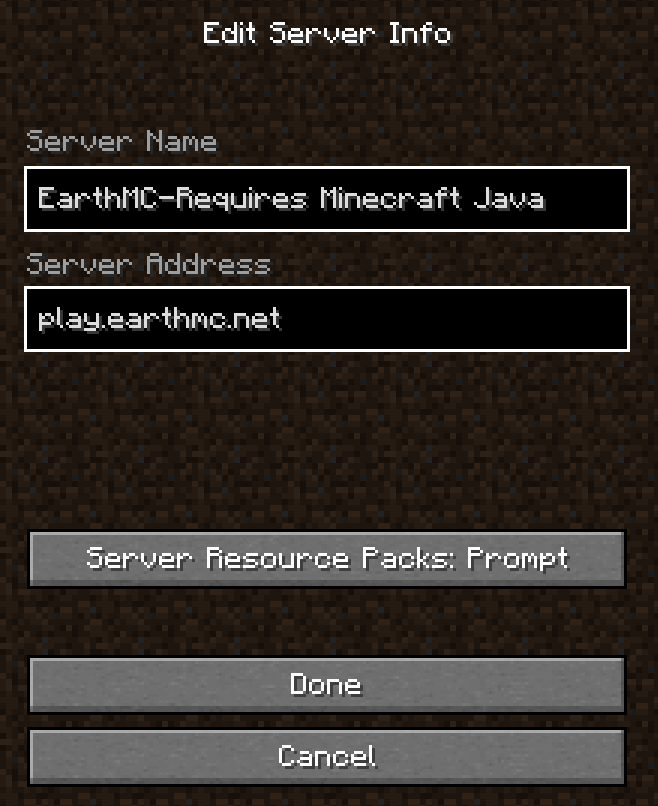 Edit Server Info
Server Name
EarthMC-Requires Minecraft Java
Server Address
play.earthmc.net
Server Resource Packs: Prompt
Done
Cancel